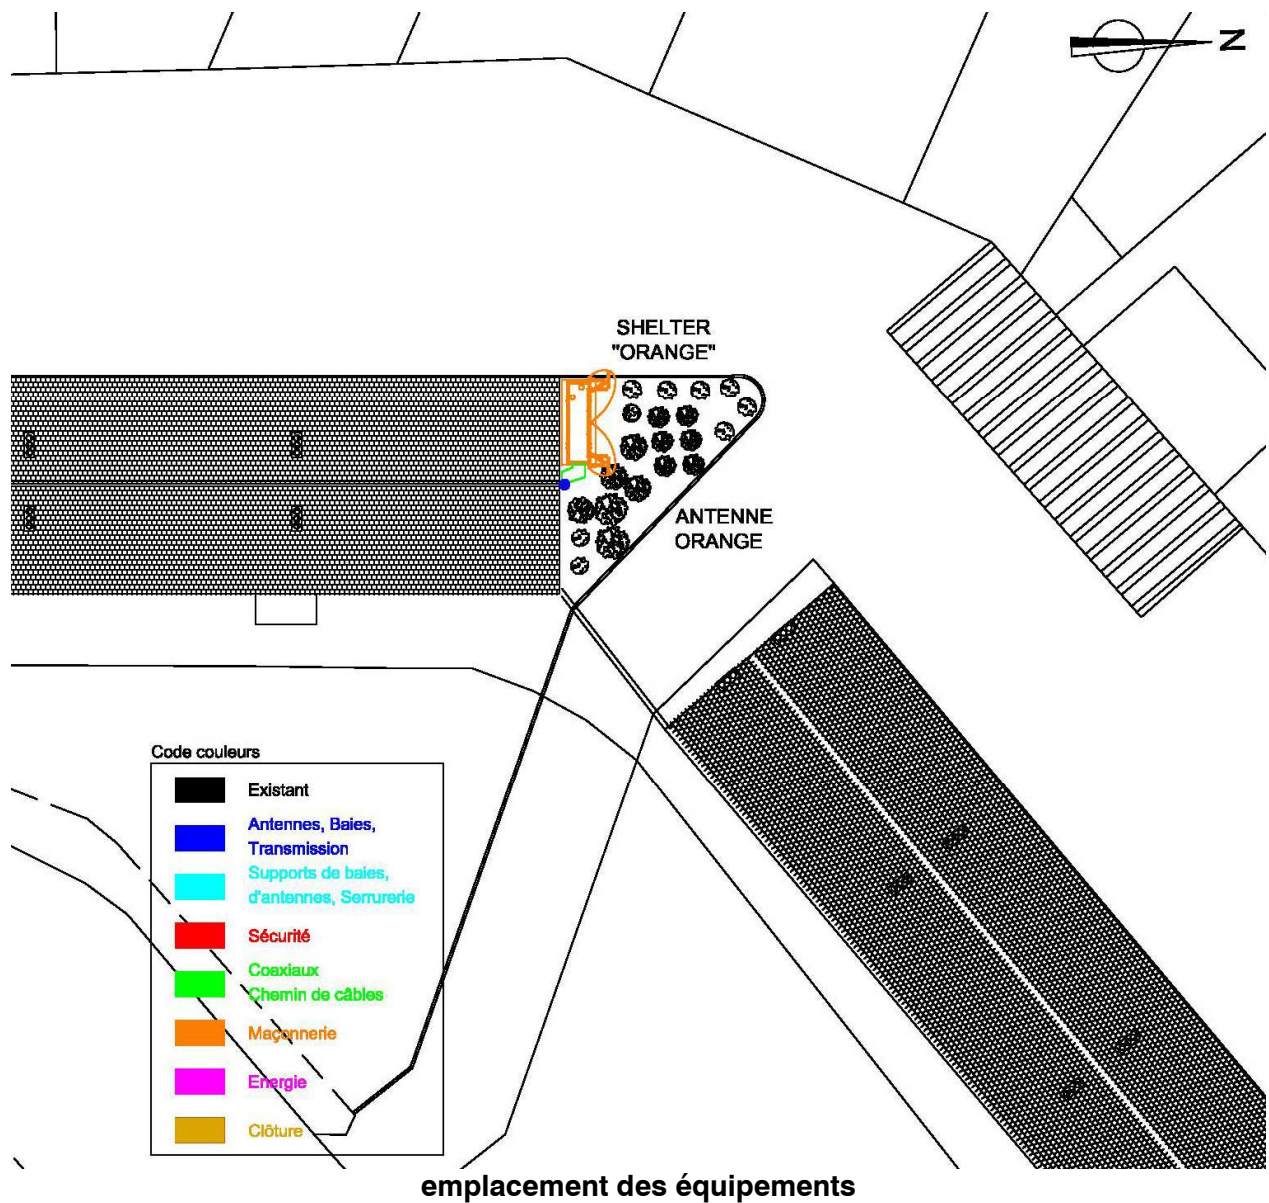 N
SHELTER
"ORANGE"
ANTENNE
ORANGE
Code couleurs
Existant
Antennes, Baies,
Transmission
Supports de baies,
d'antennes, Serrurerie
Sécurité
Coaxiaux
Chemin de câbles
Maçonnerie
Energie
Clôture
emplacement des équipements